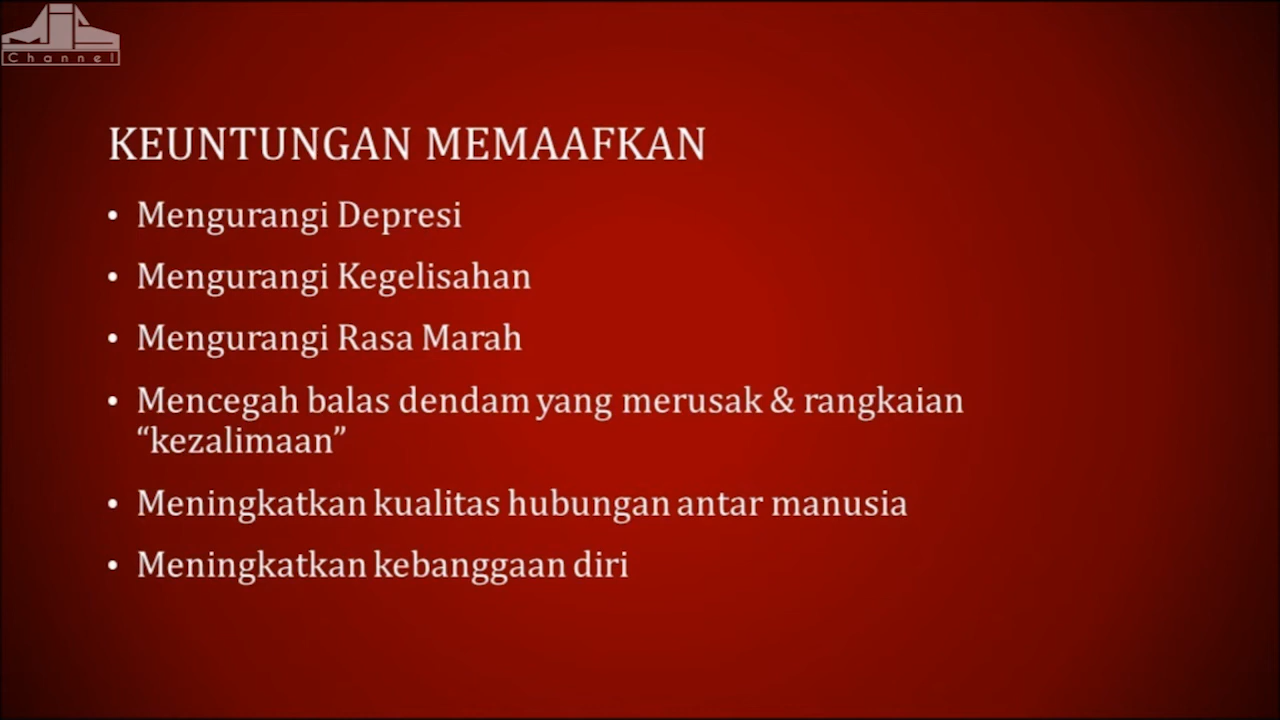 MIS
Channel
KEUNTUNGAN MEMAAFKAN
• Mengurangi Depresi
• Mengurangi Kegelisahan
• Mengurangi Rasa Marah
• Mencegah balas dendam yang merusak & rangkaian
“kezalimaan”
• Meningkatkan kualitas hubungan antar manusia
• Meningkatkan kebanggaan diri